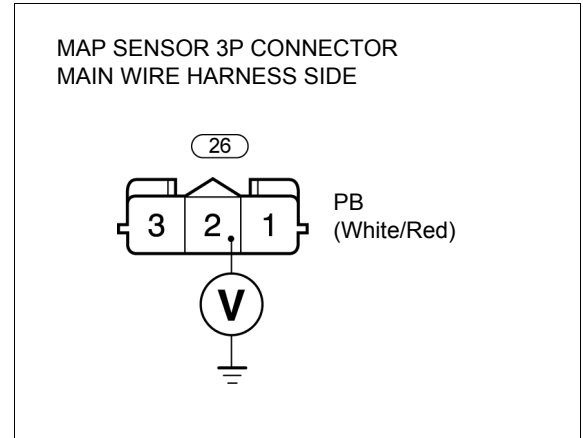 MAP SENSOR 3P CONNECTOR
MAIN WIRE HARNESS SIDE
26
3 2 1
PB
(White/Red)
V